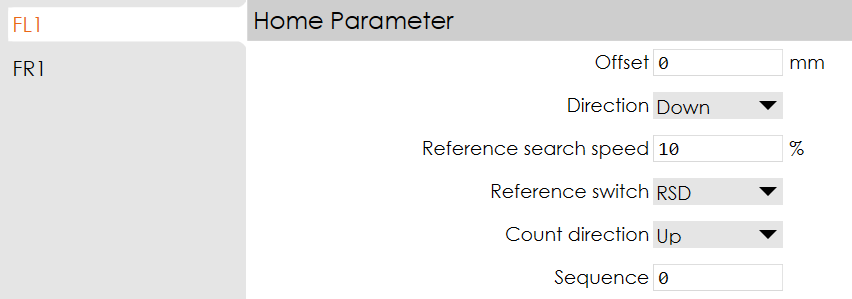 FL1
FR1
Home Parameter
Offset 0 mm
Direction Down
Reference search speed 10 %
Reference switch RSD
Count direction Up
Sequence 0